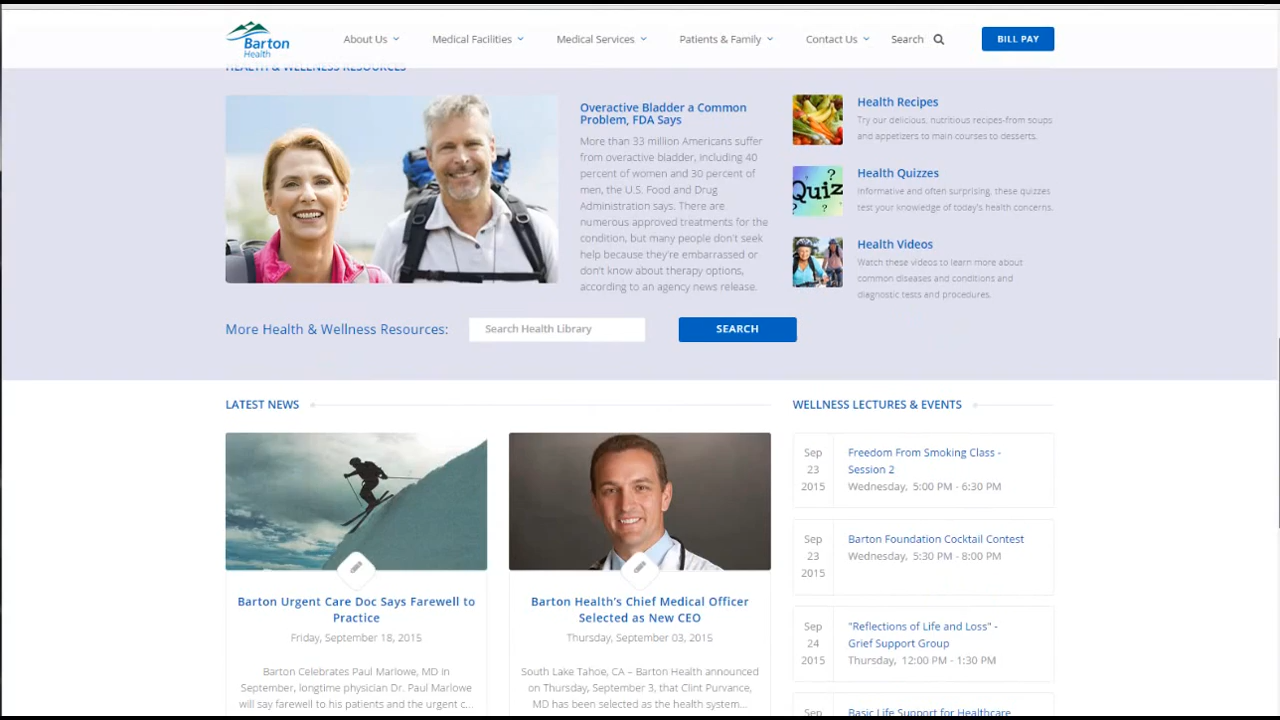 Barton
Health
About Us
Medical Facilities
Medical Services
Patients & Family
Contact Us
Search
BILL PAY
HEALTH & WELLNESS RESOURCES
Overactive Bladder a Common
Problem, FDA Says
More than 33 million Americans suffer
from overactive bladder, including 40
percent of women and 30 percent of
men, the U.S. Food and Drug
Administration says. There are
numerous approved treatments for the
condition, but many people don't seek
help because they're embarrassed or
don't know about therapy options,
according to an agency news release.
Health Recipes
Try our delicious, nutritious recipes-from soups
and appetizers to main courses to desserts.
Quiz
? ? ?
Health Quizzes
Informative and often surprising, these quizzes
test your knowledge of today's health concerns.
Health Videos
Watch these videos to learn more about
common diseases and conditions and
diagnostic tests and procedures.
More Health & Wellness Resources:
Search Health Library
SEARCH
LATEST NEWS
Barton Urgent Care Doc Says Farewell to
Practice
Friday, September 18, 2015
Barton Celebrates Paul Marlowe, MD in
September, longtime physician Dr. Paul Marlowe
will say farewell to his patients and the urgent c...
Barton Health's Chief Medical Officer
Selected as New CEO
Thursday, September 03, 2015
South Lake Tahoe, CA – Barton Health announced
on Thursday, September 3, that Clint Purvance,
MD has been selected as the health system...
WELLNESS LECTURES & EVENTS
Sep
23
2015
Freedom From Smoking Class -
Session 2
Wednesday, 5:00 PM - 6:30 PM
Sep
23
2015
Barton Foundation Cocktail Contest
Wednesday, 5:30 PM - 8:00 PM
Sep
24
2015
"Reflections of Life and Loss" -
Grief Support Group
Thursday, 12:00 PM - 1:30 PM
Sep
Basic Life Support for Healthcare